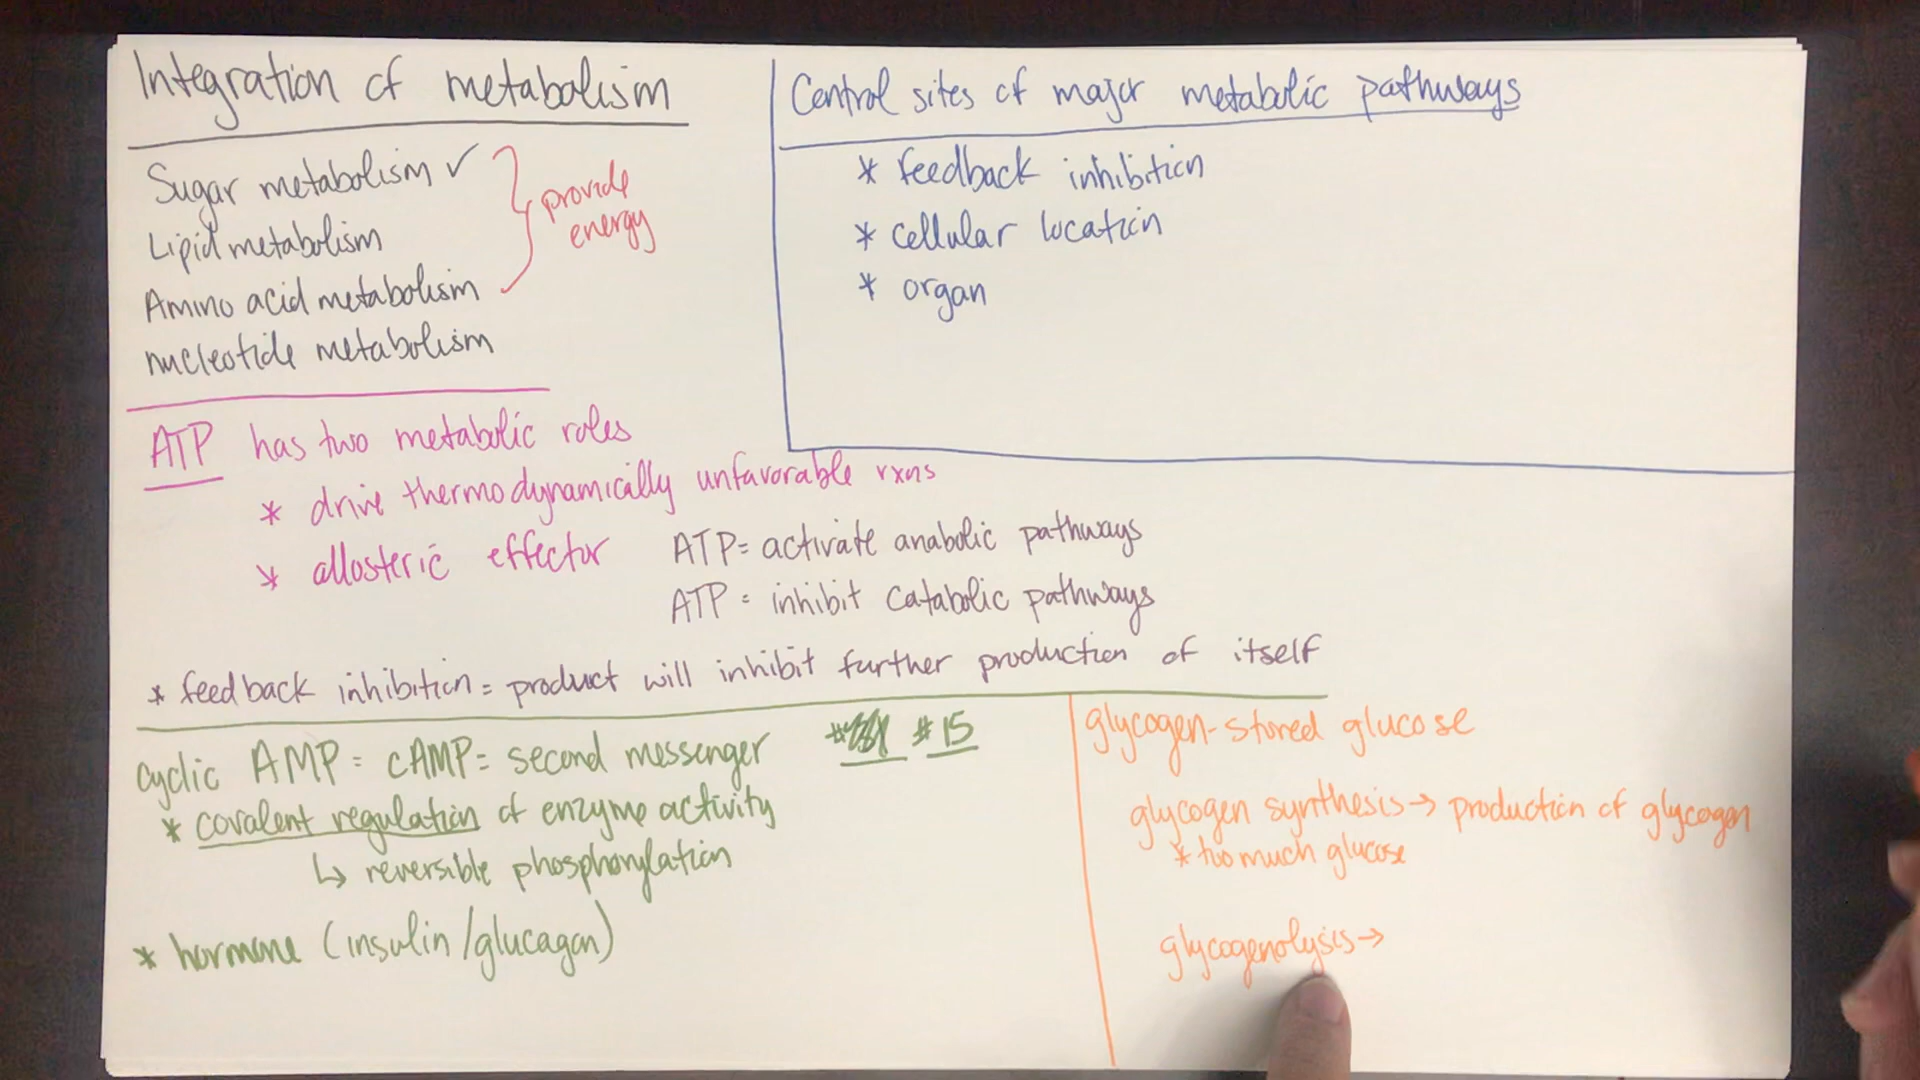 Integration of metabolism
Sugar metabolism ✓
Lipid metabolism
Amino acid metabolism
nucleotide metabolism
provide
energy
Control sites of major metabolic pathways
* feedback inhibition
* cellular location
* organ
ATP has two metabolic roles
* drive thermodynamically unfavorable rxns
* allosteric effector
ATP = activate anabolic pathways
ATP = inhibit catabolic pathways
* feedback inhibition = product will inhibit further production of itself
cyclic AMP = cAMP = second messenger
# #15
* covalent regulation of enzyme activity
↳ reversible phosphorylation
* hormone (insulin/glucagon)
glycogen - stored glucose
glycogen synthesis → production of glycogen
* too much glucose
glycogenolysis →